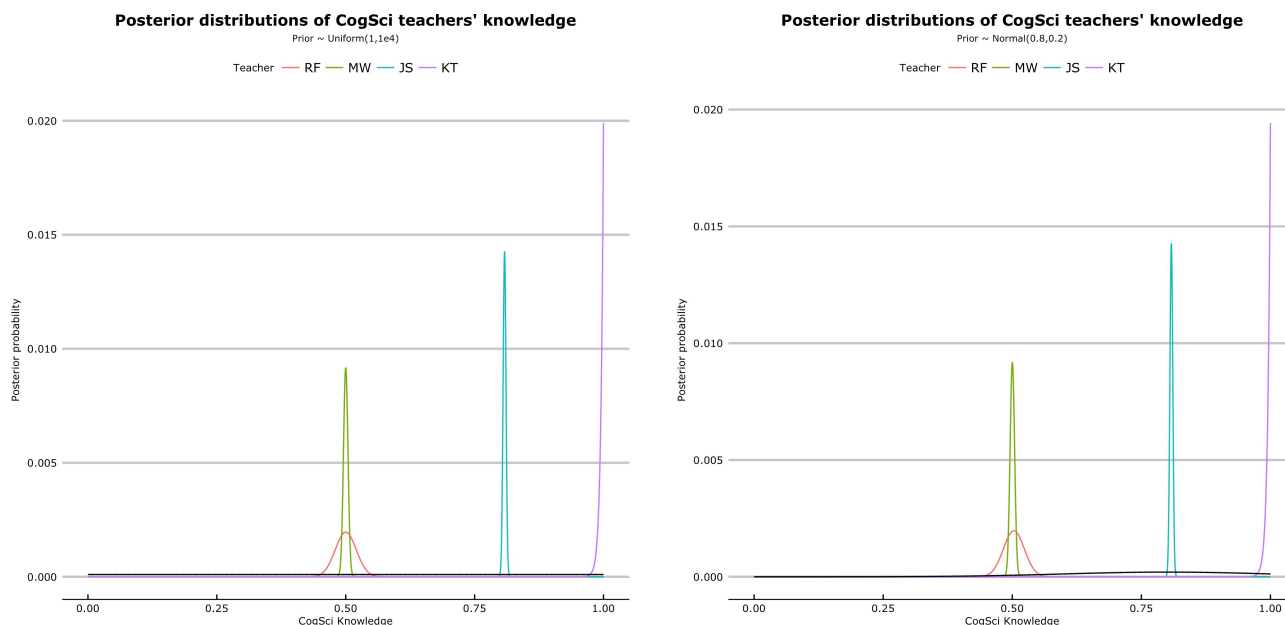 Posterior distributions of CogSci teachers' knowledge
Prior ~ Uniform(1,1e4)
Teacher RF MW JS KT
0.020
0.015
0.010
0.005
0.000
Posterior probability
0.00 0.25 0.50 0.75 1.00
CogSci Knowledge
Posterior distributions of CogSci teachers' knowledge
Prior ~ Normal(0.8,0.2)
Teacher RF MW JS KT
0.020
0.015
0.010
0.005
0.000
Posterior probability
0.00 0.25 0.50 0.75 1.00
CogSci Knowledge